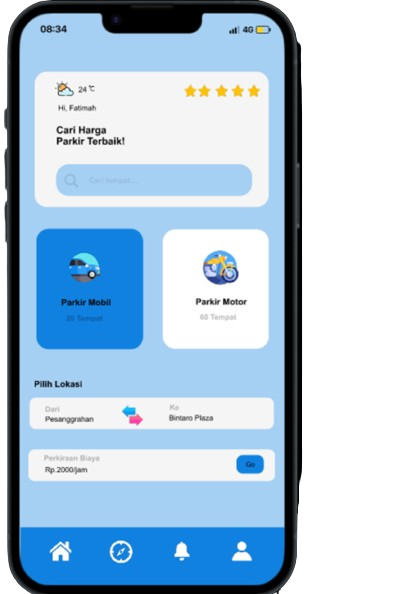 08:34
4G
24 °C
Hi, Fatimah
Cari Harga
Parkir Terbaik!
Cari tempat...
Parkir Mobil
20 Tempat
Parkir Motor
60 Tempat
Pilih Lokasi
Dari
Pesanggrahan
Ke
Bintaro Plaza
Perkiraan Biaya
Rp.2000/jam
Go